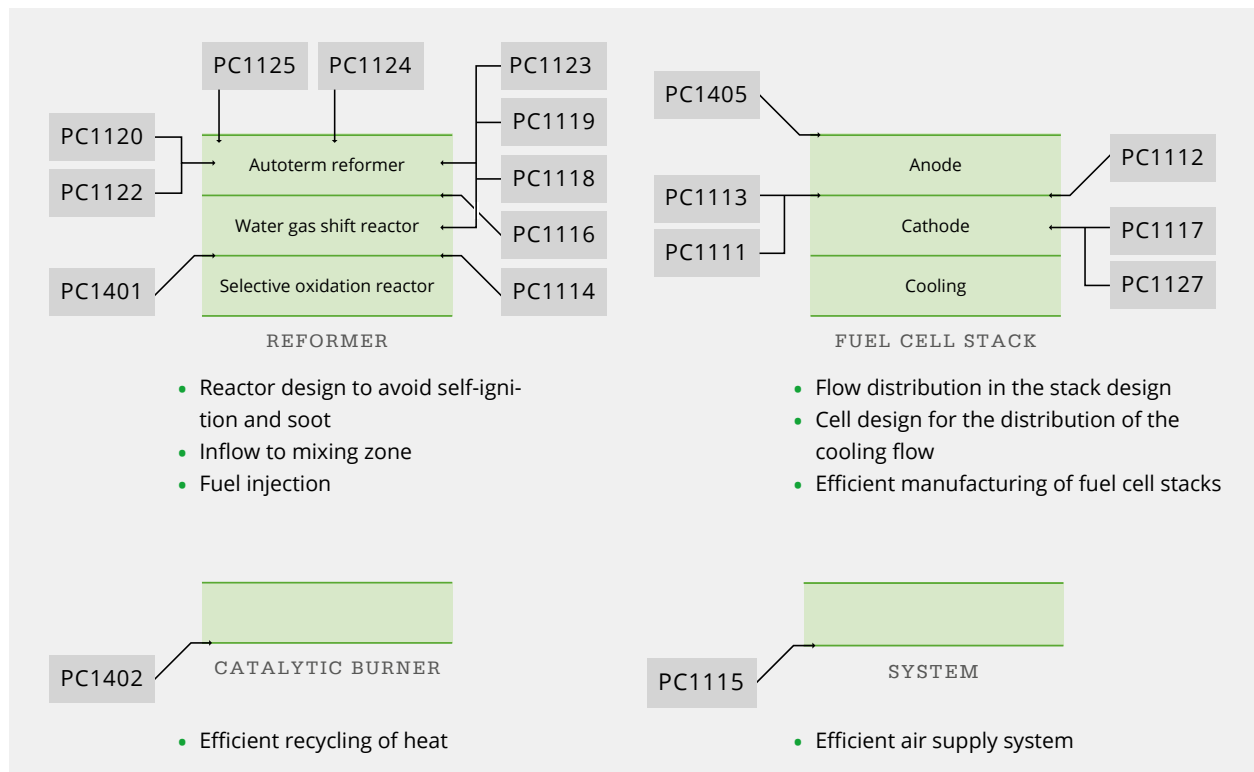 PC1125
PC1124
PC1123
PC1120
PC1119
PC1122
PC1118
PC1116
PC1401
PC1114
Autoterm reformer
Water gas shift reactor
Selective oxidation reactor
REFORMER
• Reactor design to avoid self-igni-
tion and soot
• Inflow to mixing zone
• Fuel injection
PC1405
PC1112
PC1113
PC1111
PC1117
PC1127
Anode
Cathode
Cooling
FUEL CELL STACK
• Flow distribution in the stack design
• Cell design for the distribution of the
cooling flow
• Efficient manufacturing of fuel cell stacks
PC1402
CATALYTIC BURNER
• Efficient recycling of heat
PC1115
SYSTEM
• Efficient air supply system